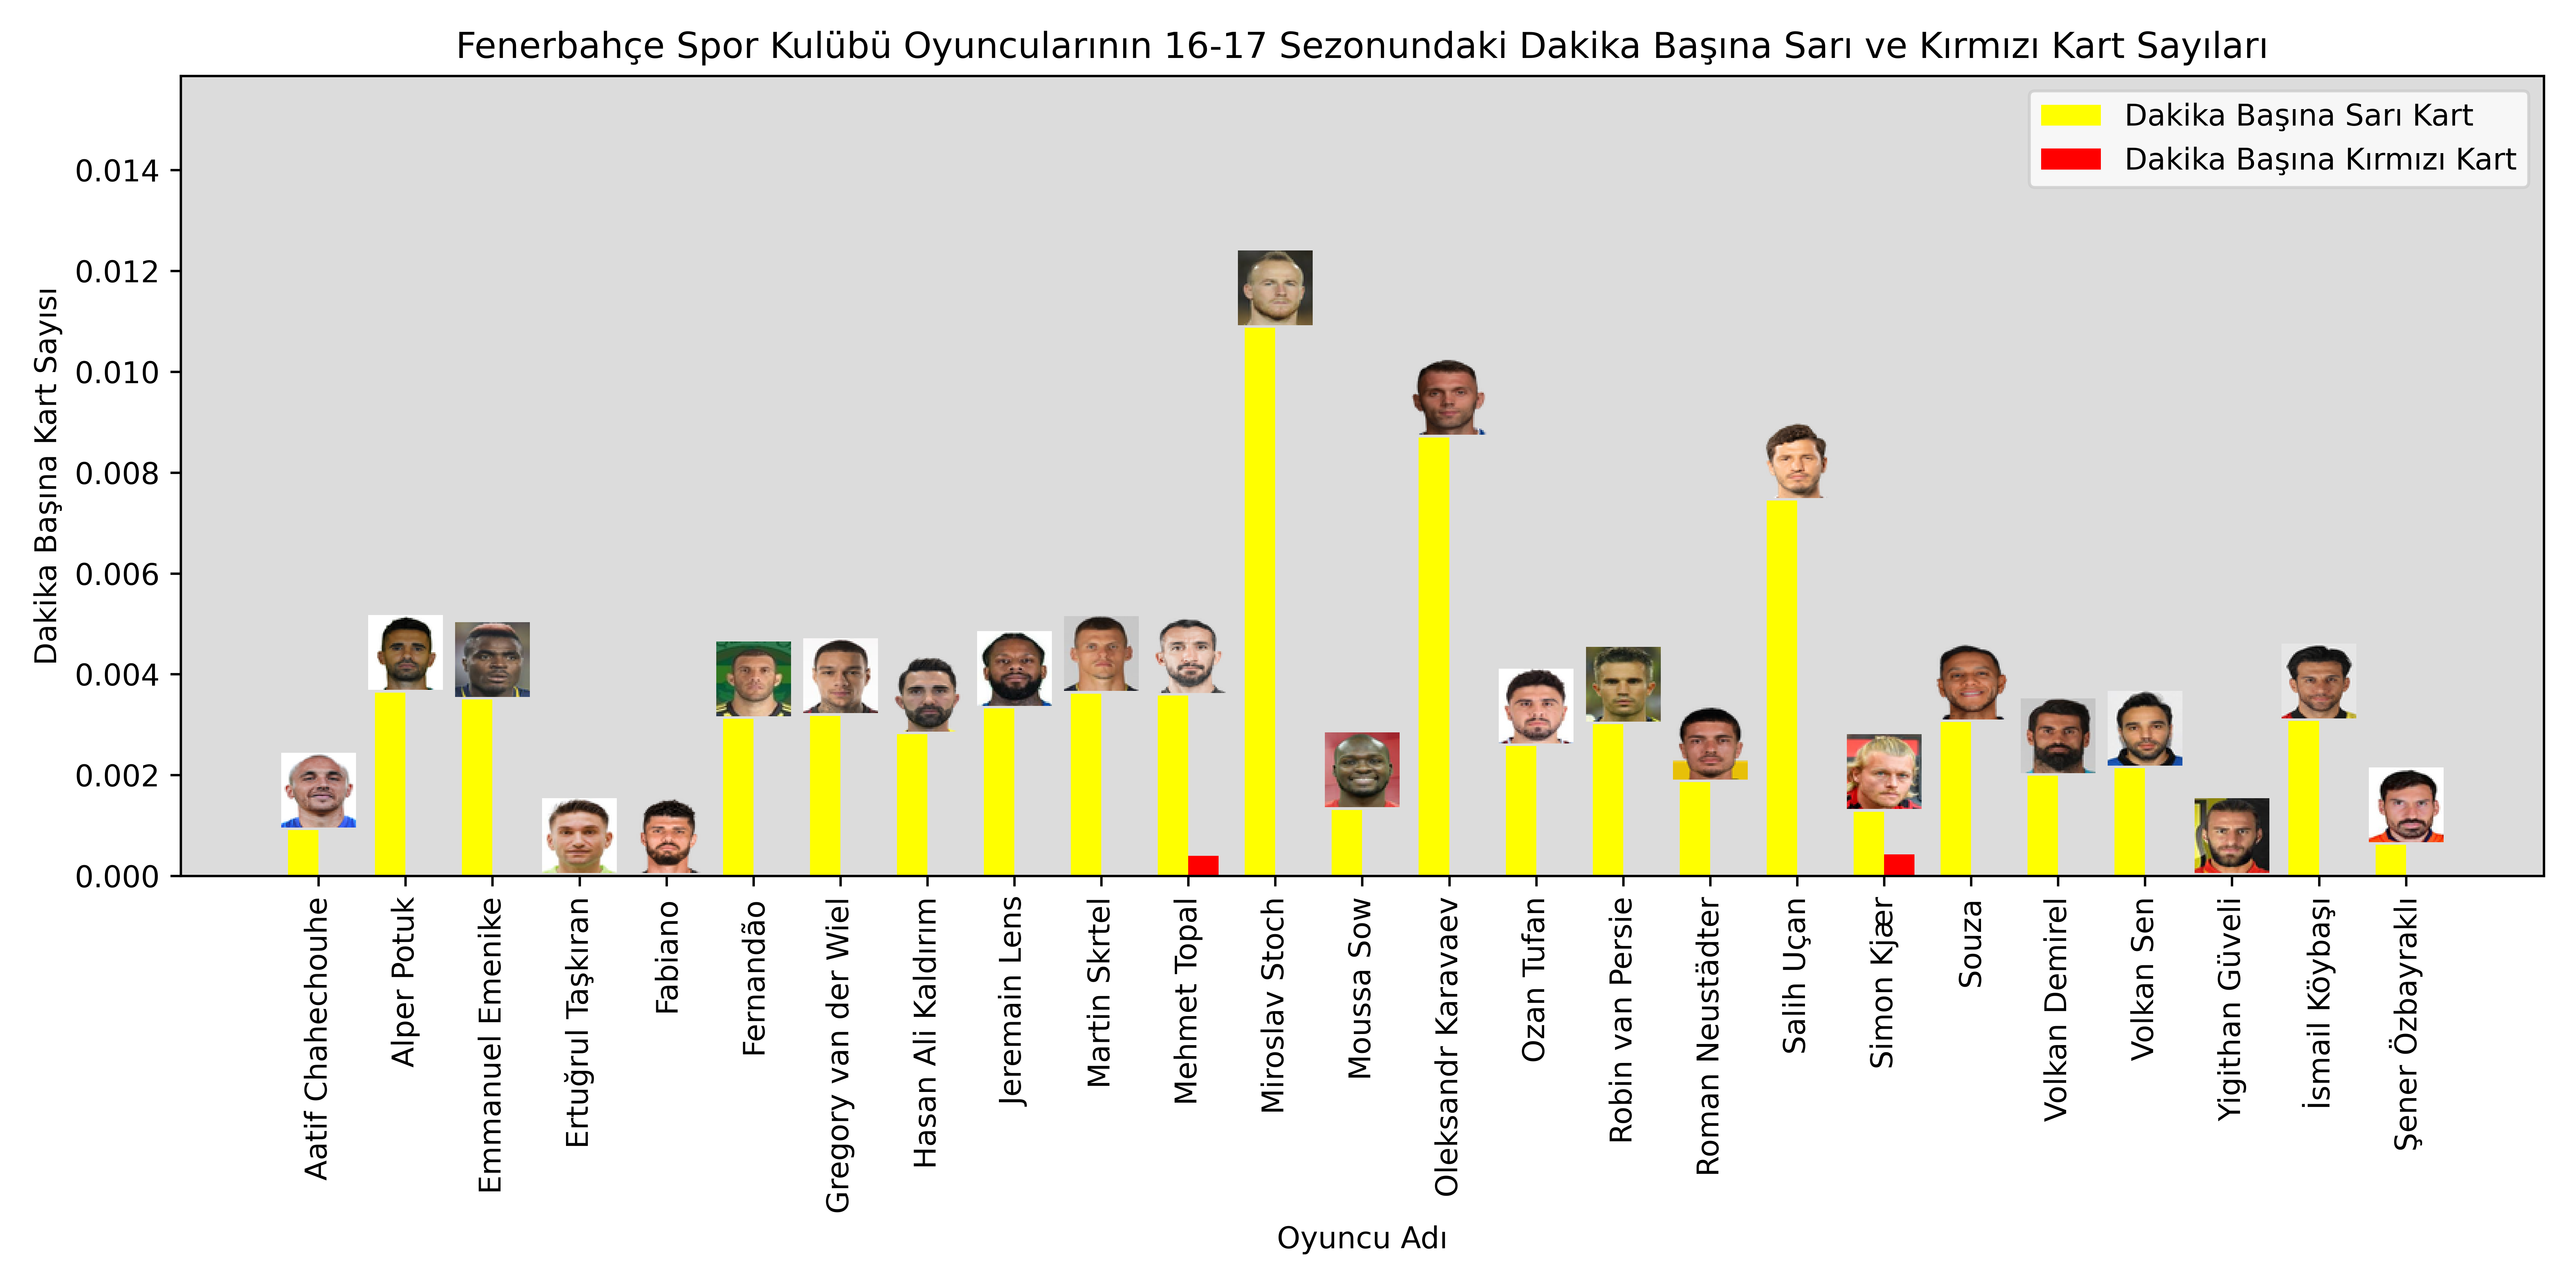 Fenerbahçe Spor Kulübü Oyuncularının 16-17 Sezonundaki Dakika Başına Sarı ve Kırmızı Kart Sayıları
Dakika Başına Sarı Kart
Dakika Başına Kırmızı Kart
Dakika Başına Kart Sayısı
0.014
0.012
0.010
0.008
0.006
0.004
0.002
0.000
Aatif Chahechouhe
Alper Potuk
Emmanuel Emenike
Ertuğrul Taşkıran
Fabiano
Fernandão
Gregory van der Wiel
Hasan Ali Kaldırım
Jeremain Lens
Martin Skrtel
Mehmet Topal
Miroslav Stoch
Moussa Sow
Oleksandr Karavaev
Ozan Tufan
Robin van Persie
Roman Neustädter
Salih Uçan
Simon Kjær
Souza
Volkan Demirel
Volkan Sen
Yigithan Güveli
İsmail Köybaşı
Şener Özbayraklı
Oyuncu Adı